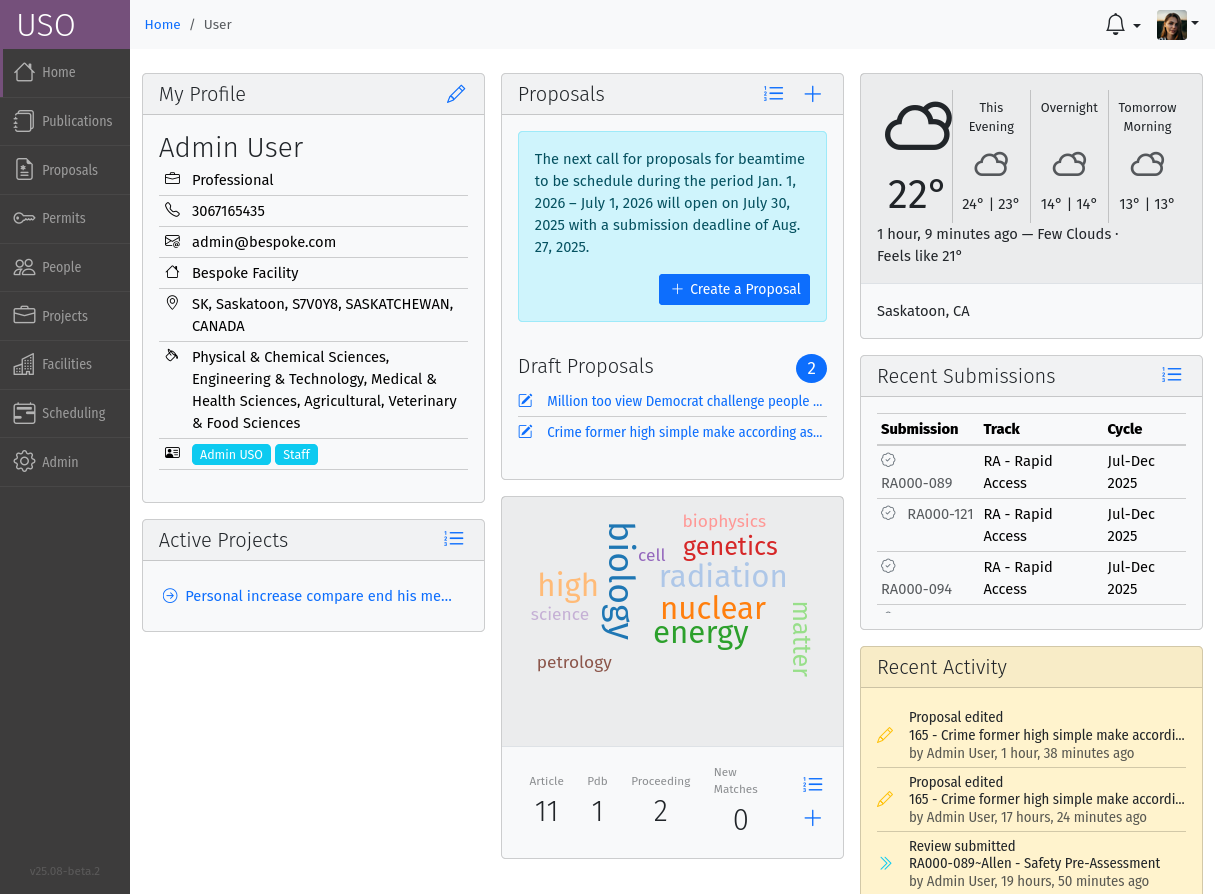 USO
Home / User
Home
Publications
Proposals
Permits
People
Projects
Facilities
Scheduling
Admin
v25.08-beta.2
My Profile
Admin User
Professional
3067165435
admin@bespoke.com
Bespoke Facility
SK, Saskatoon, S7V0Y8, SASKATCHEWAN,
CANADA
Physical & Chemical Sciences,
Engineering & Technology, Medical &
Health Sciences, Agricultural, Veterinary
& Food Sciences
Admin USO Staff
Active Projects
Personal increase compare end his me...
Proposals
The next call for proposals for beamtime
to be schedule during the period Jan. 1,
2026 – July 1, 2026 will open on July 30,
2025 with a submission deadline of Aug.
27, 2025.
Create a Proposal
Draft Proposals 2
Million too view Democrat challenge people ...
Crime former high simple make according as...
biophysics
biology
cell
genetics
high
radiation
science
nuclear
energy
matter
petrology
Article
11
Pdb
1
Proceeding
2
New
Matches
0
22°
This
Evening
24° | 23°
Overnight
14° | 14°
Tomorrow
Morning
13° | 13°
1 hour, 9 minutes ago — Few Clouds ·
Feels like 21°
Saskatoon, CA
Recent Submissions
Submission Track Cycle
RA000-089 RA - Rapid Access Jul-Dec 2025
RA000-121 RA - Rapid Access Jul-Dec 2025
RA000-094 RA - Rapid Access Jul-Dec 2025
Recent Activity
Proposal edited
165 - Crime former high simple make accordi...
by Admin User, 1 hour, 38 minutes ago
Proposal edited
165 - Crime former high simple make accordi...
by Admin User, 17 hours, 24 minutes ago
Review submitted
RA000-089~Allen - Safety Pre-Assessment
by Admin User, 19 hours, 50 minutes ago